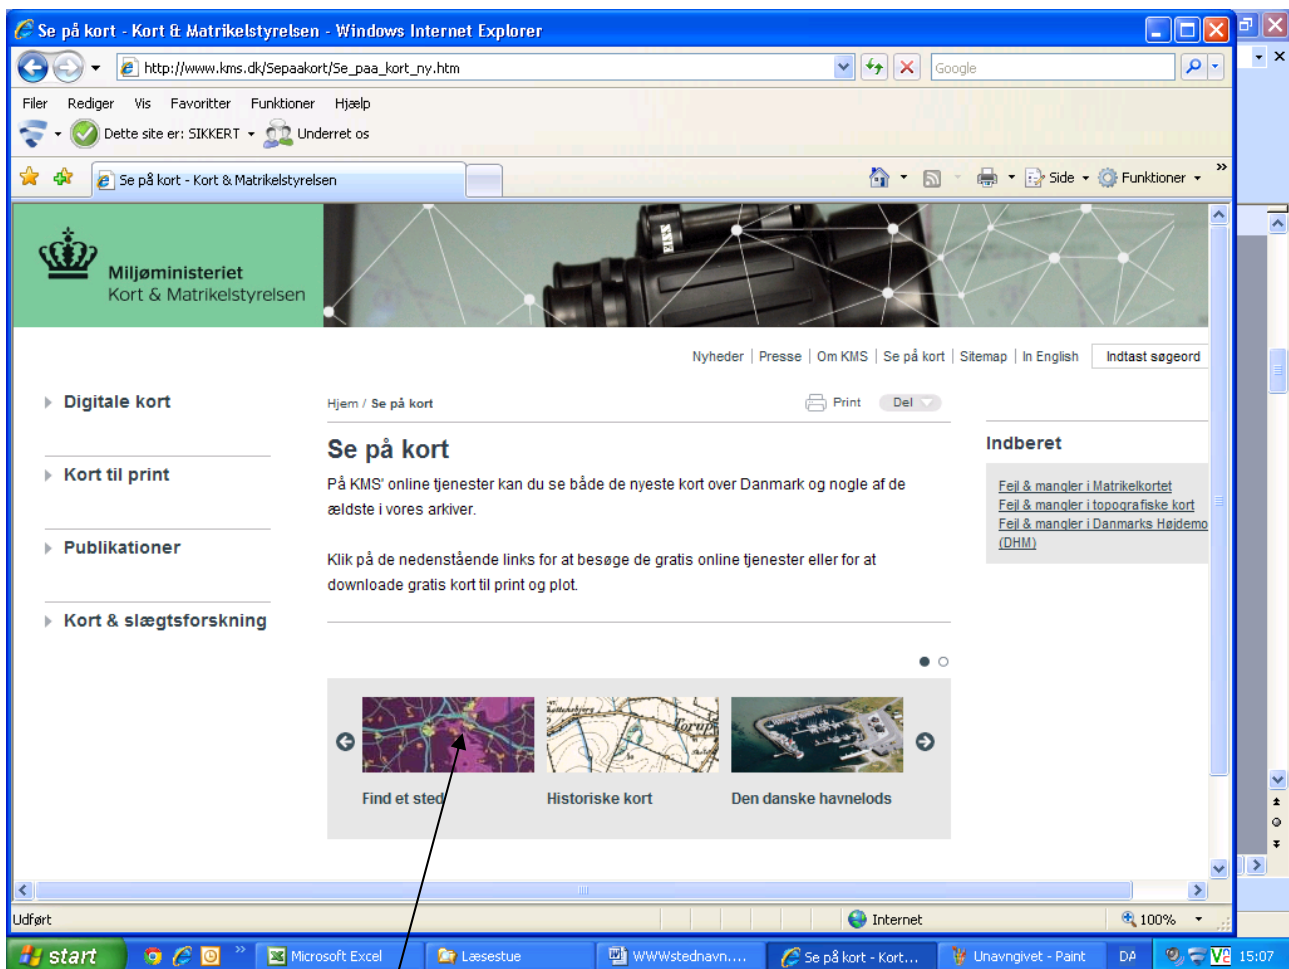 Se på kort - Kort & Matrikelstyrelsen - Windows Internet Explorer
http://www.kms.dk/Sepaakort/Se_paa_kort_ny.htm
Google
Filer Rediger Vis Favoritter Funktioner Hjælp
Dette site er: SIKKERT Underret os
Se på kort - Kort & Matrikelstyrelsen
Side Funktioner »
ZEISS
Miljøministeriet
Kort & Matrikelstyrelsen
Nyheder | Presse | Om KMS | Se på kort | Sitemap | In English
Indtast søgeord
Digitale kort
Kort til print
Publikationer
Kort & slægtsforskning
Hjem / Se på kort
Print Del
Se på kort
På KMS' online tjenester kan du se både de nyeste kort over Danmark og nogle af de
ældste i vores arkiver.
Klik på de nedenstående links for at besøge de gratis online tjenester eller for at
downloade gratis kort til print og plot.
Indberet
Fejl & mangler i Matrikelkortet
Fejl & mangler i topografiske kort
Fejl & mangler i Danmarks Højdemo
(DHM)
Torup
Find et sted
Historiske kort
Den danske havnelods
Udført
Internet
100%
start
»
Microsoft Excel
Læsestue
WWWstednavn....
Se på kort - Kort...
Unavngivet - Paint
DA
15:07